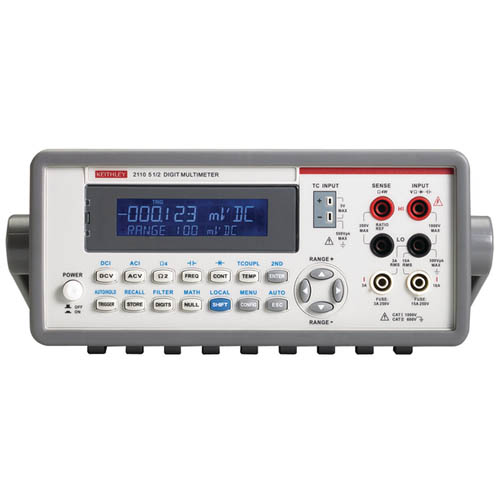 KEITHLEY 2110 5 1/2 DIGIT MULTIMETER
TRIG
-000.123 mV DC
RANGE 100 mV DC
TC INPUT
+
-
3V MAX
500Vpk MAX
SENSE
Ω 4W
INPUT
HI
200V MAX
1000V MAX
RATIO REF
LO
3A RMS
10A RMS
500Vpk MAX
I
3A
I
10A
FUSE: 3A 250V
FUSE: 15A 250V
CAT I 1000V
CAT II 600V
POWER
OFF
ON
DCI ACI Ω4 TCOUPL 2ND
DCV ACV Ω2 FREQ CONT TEMP ENTER
AUTO/HOLD RECALL FILTER MATH LOCAL MENU AUTO
TRIGGER STORE DIGITS NULL SHIFT CONFIG ESC
RANGE+
RANGE-